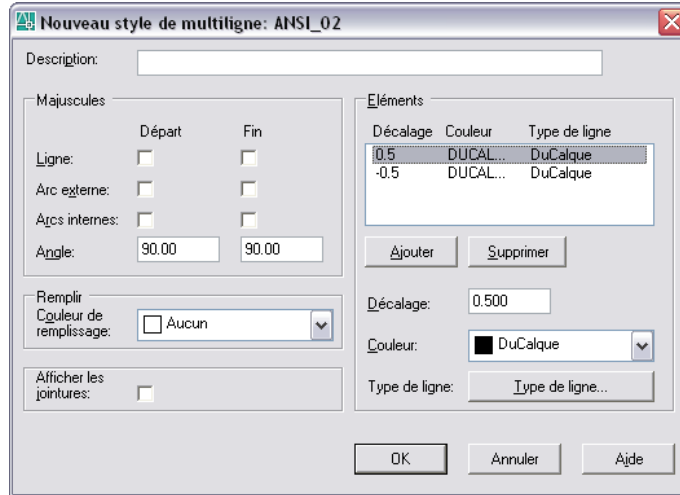 Nouveau style de multiligne: ANSI_02
Description:
Majuscules
Départ Fin
Ligne:
Arc externe:
Arcs internes:
Angle: 90.00 90.00
Remplir
Couleur de remplissage: Aucun
Afficher les jointures:
Eléments
Décalage Couleur Type de ligne
0.5 DUCAL... DuCalque
-0.5 DUCAL... DuCalque
Ajouter Supprimer
Décalage: 0.500
Couleur: DuCalque
Type de ligne: Type de ligne...
OK Annuler Aide